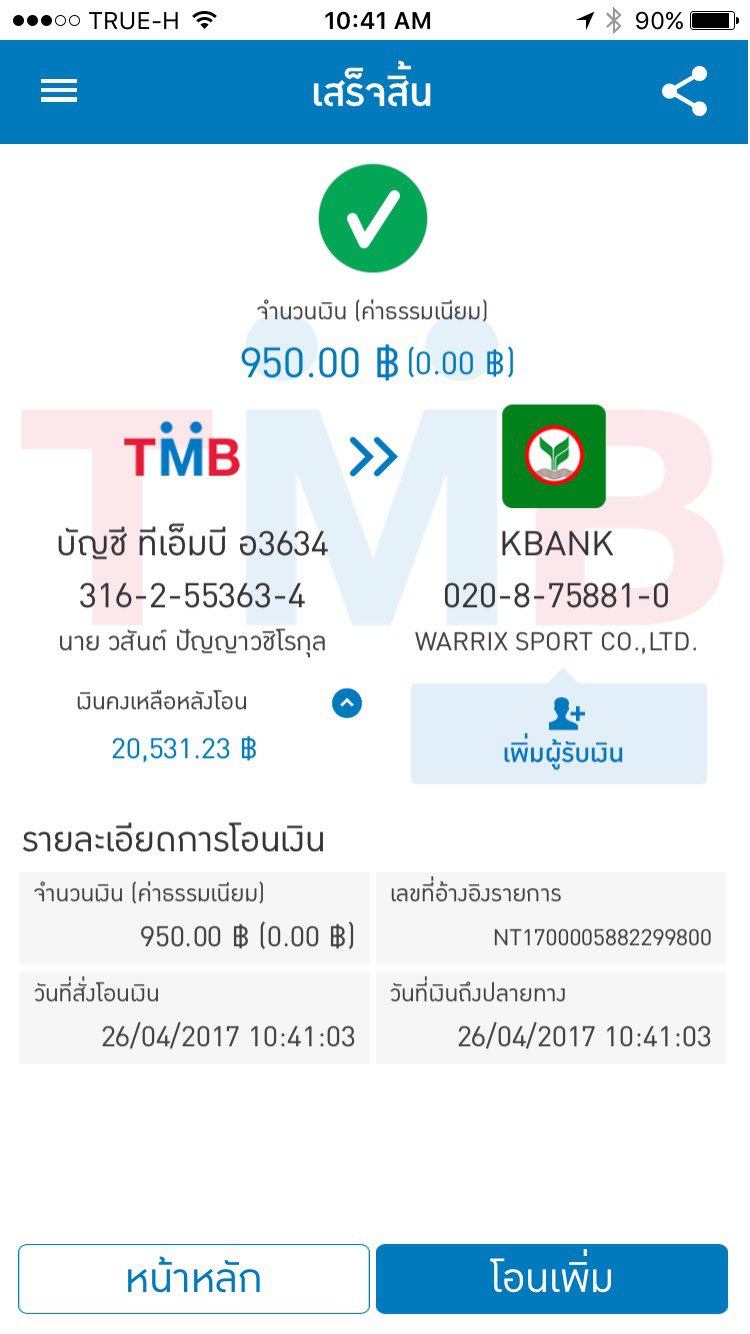 TRUE-H 10:41 AM 90%
เสร็จสิ้น
จำนวนเงิน (ค่าธรรมเนียม)
950.00 ฿ (0.00 ฿)
TMB
TMB
บัญชี ทีเอ็มบี อ3634 KBANK
316-2-55363-4 020-8-75881-0
นาย วสันต์ ปัญญาวชิโรกุล WARRIX SPORT CO.,LTD.
เงินคงเหลือหลังโอน
20,531.23 ฿
เพิ่มผู้รับเงิน
รายละเอียดการโอนเงิน
จำนวนเงิน (ค่าธรรมเนียม) เลขที่อ้างอิงรายการ
950.00 ฿ (0.00 ฿) NT1700005882299800
วันที่สั่งโอนเงิน วันที่เงินถึงปลายทาง
26/04/2017 10:41:03 26/04/2017 10:41:03
หน้าหลัก โอนเพิ่ม